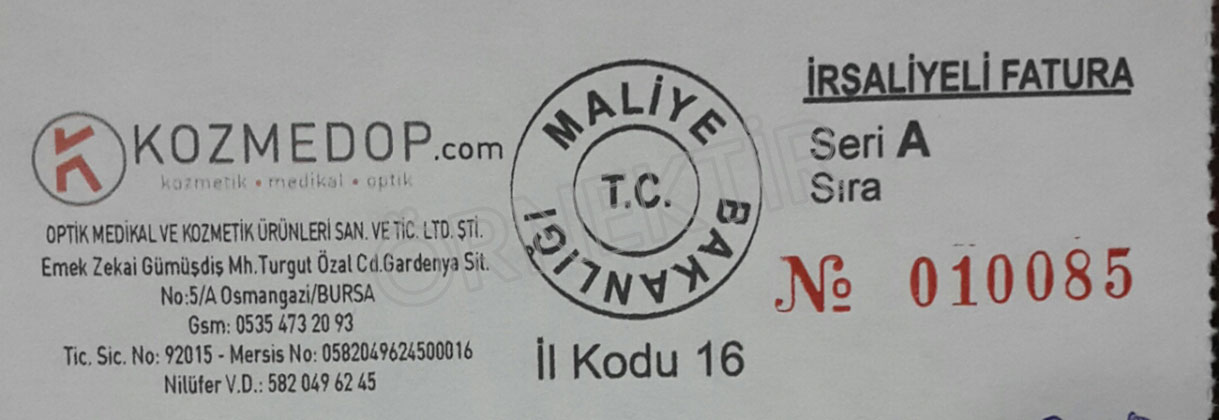 KOZMEDOP.com
kozmetik • medikal • optik
OPTİK MEDİKAL VE KOZMETİK ÜRÜNLERİ SAN. VE TİC. LTD. ŞTİ.
Emek Zekai Gümüşdiş Mh.Turgut Özal Cd.Gardenya Sit.
No:5/A Osmangazi/BURSA
Gsm: 0535 473 20 93
Tic. Sic. No: 92015 - Mersis No: 0582049624500016
Nilüfer V.D.: 582 049 62 45
MALİYE BAKANLIĞI
T.C.
İl Kodu 16
İRSALİYELİ FATURA
Seri A
Sıra
№ 010085
ÖRNEKTİR